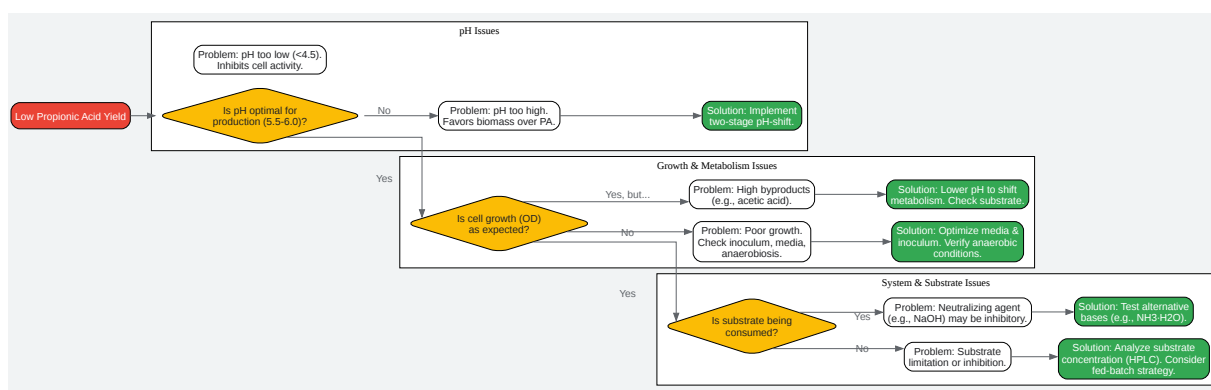 pH Issues
Problem: pH too low (<4.5).
Inhibits cell activity.
Low Propionic Acid Yield
Is pH optimal for
production (5.5-6.0)?
No
Problem: pH too high.
Favors biomass over PA.
Solution: Implement
two-stage pH-shift.
Yes
Growth & Metabolism Issues
Is cell growth (OD)
as expected?
Yes, but...
Problem: High byproducts
(e.g., acetic acid).
Solution: Lower pH to shift
metabolism. Check substrate.
No
Problem: Poor growth.
Check inoculum, media,
anaerobiosis.
Solution: Optimize media &
inoculum. Verify anaerobic
conditions.
Yes
System & Substrate Issues
Is substrate being
consumed?
Yes
Problem: Neutralizing agent
(e.g., NaOH) may be inhibitory.
Solution: Test alternative
bases (e.g., NH3·H2O).
No
Problem: Substrate
limitation or inhibition.
Solution: Analyze substrate
concentration (HPLC). Consider
fed-batch strategy.